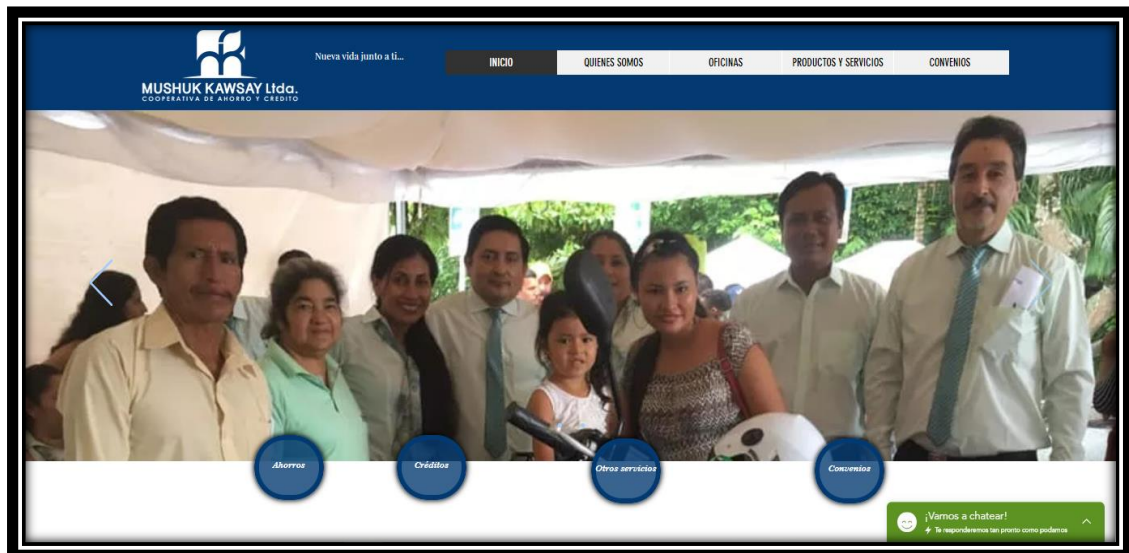 Nueva vida junto a ti...
INICIO
QUIENES SOMOS
OFICINAS
PRODUCTOS Y SERVICIOS
CONVENIOS
MUSHUK KAWSAY Ltda.
COOPERATIVA DE AHORRO Y CREDITO
Ahorros
Créditos
Otros servicios
Convenios
¡Vamos a chatear!
Te responderemos tan pronto como podamos